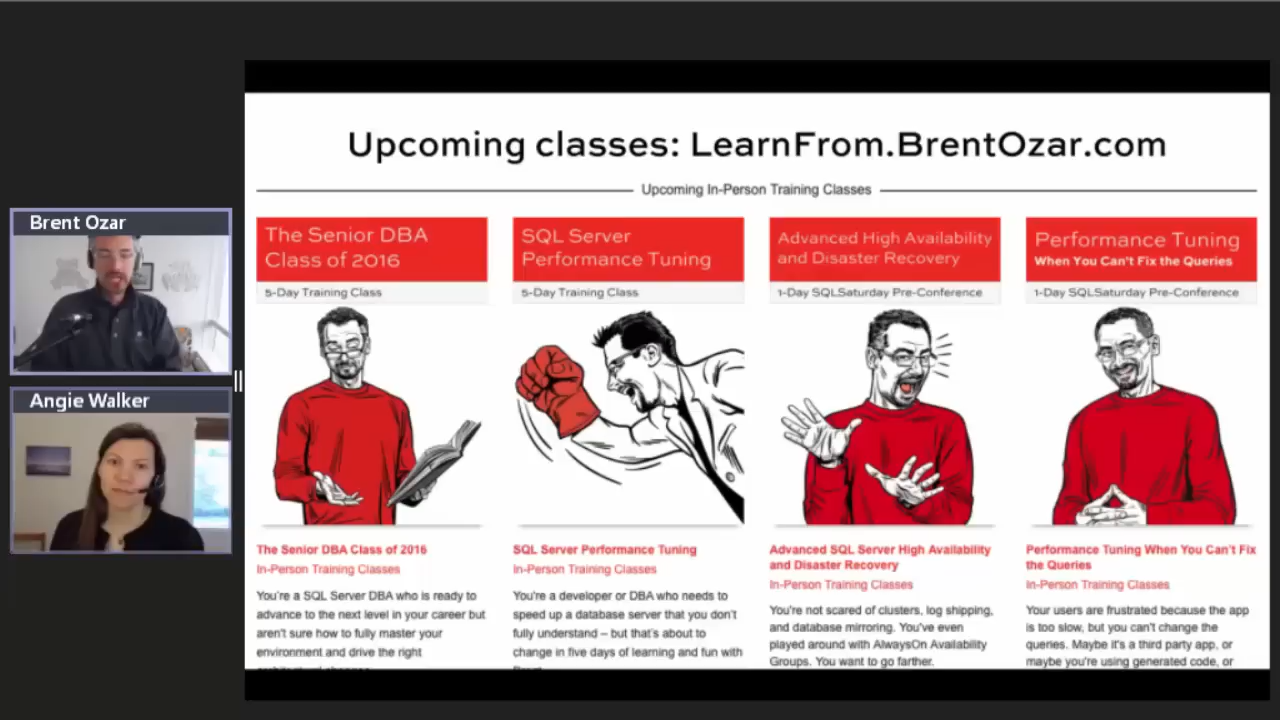 Brent Ozar
Angie Walker
Upcoming classes: LearnFrom.BrentOzar.com
Upcoming In-Person Training Classes
The Senior DBA
Class of 2016
5-Day Training Class
The Senior DBA Class of 2016
In-Person Training Classes
You're a SQL Server DBA who is ready to
advance to the next level in your career but
aren't sure how to fully master your
environment and drive the right
SQL Server
Performance Tuning
5-Day Training Class
SQL Server Performance Tuning
In-Person Training Classes
You're a developer or DBA who needs to
speed up a database server that you don't
fully understand – but that's about to
change in five days of learning and fun with
Advanced High Availability
and Disaster Recovery
1-Day SQLSaturday Pre-Conference
Advanced SQL Server High Availability
and Disaster Recovery
In-Person Training Classes
You're not scared of clusters, log shipping,
and database mirroring. You've even
played around with AlwaysOn Availability
Groups. You want to go farther.
Performance Tuning
When You Can't Fix the Queries
1-Day SQLSaturday Pre-Conference
Performance Tuning When You Can't Fix
the Queries
In-Person Training Classes
Your users are frustrated because the app
is too slow, but you can't change the
queries. Maybe it's a third party app, or
maybe you're using generated code, or